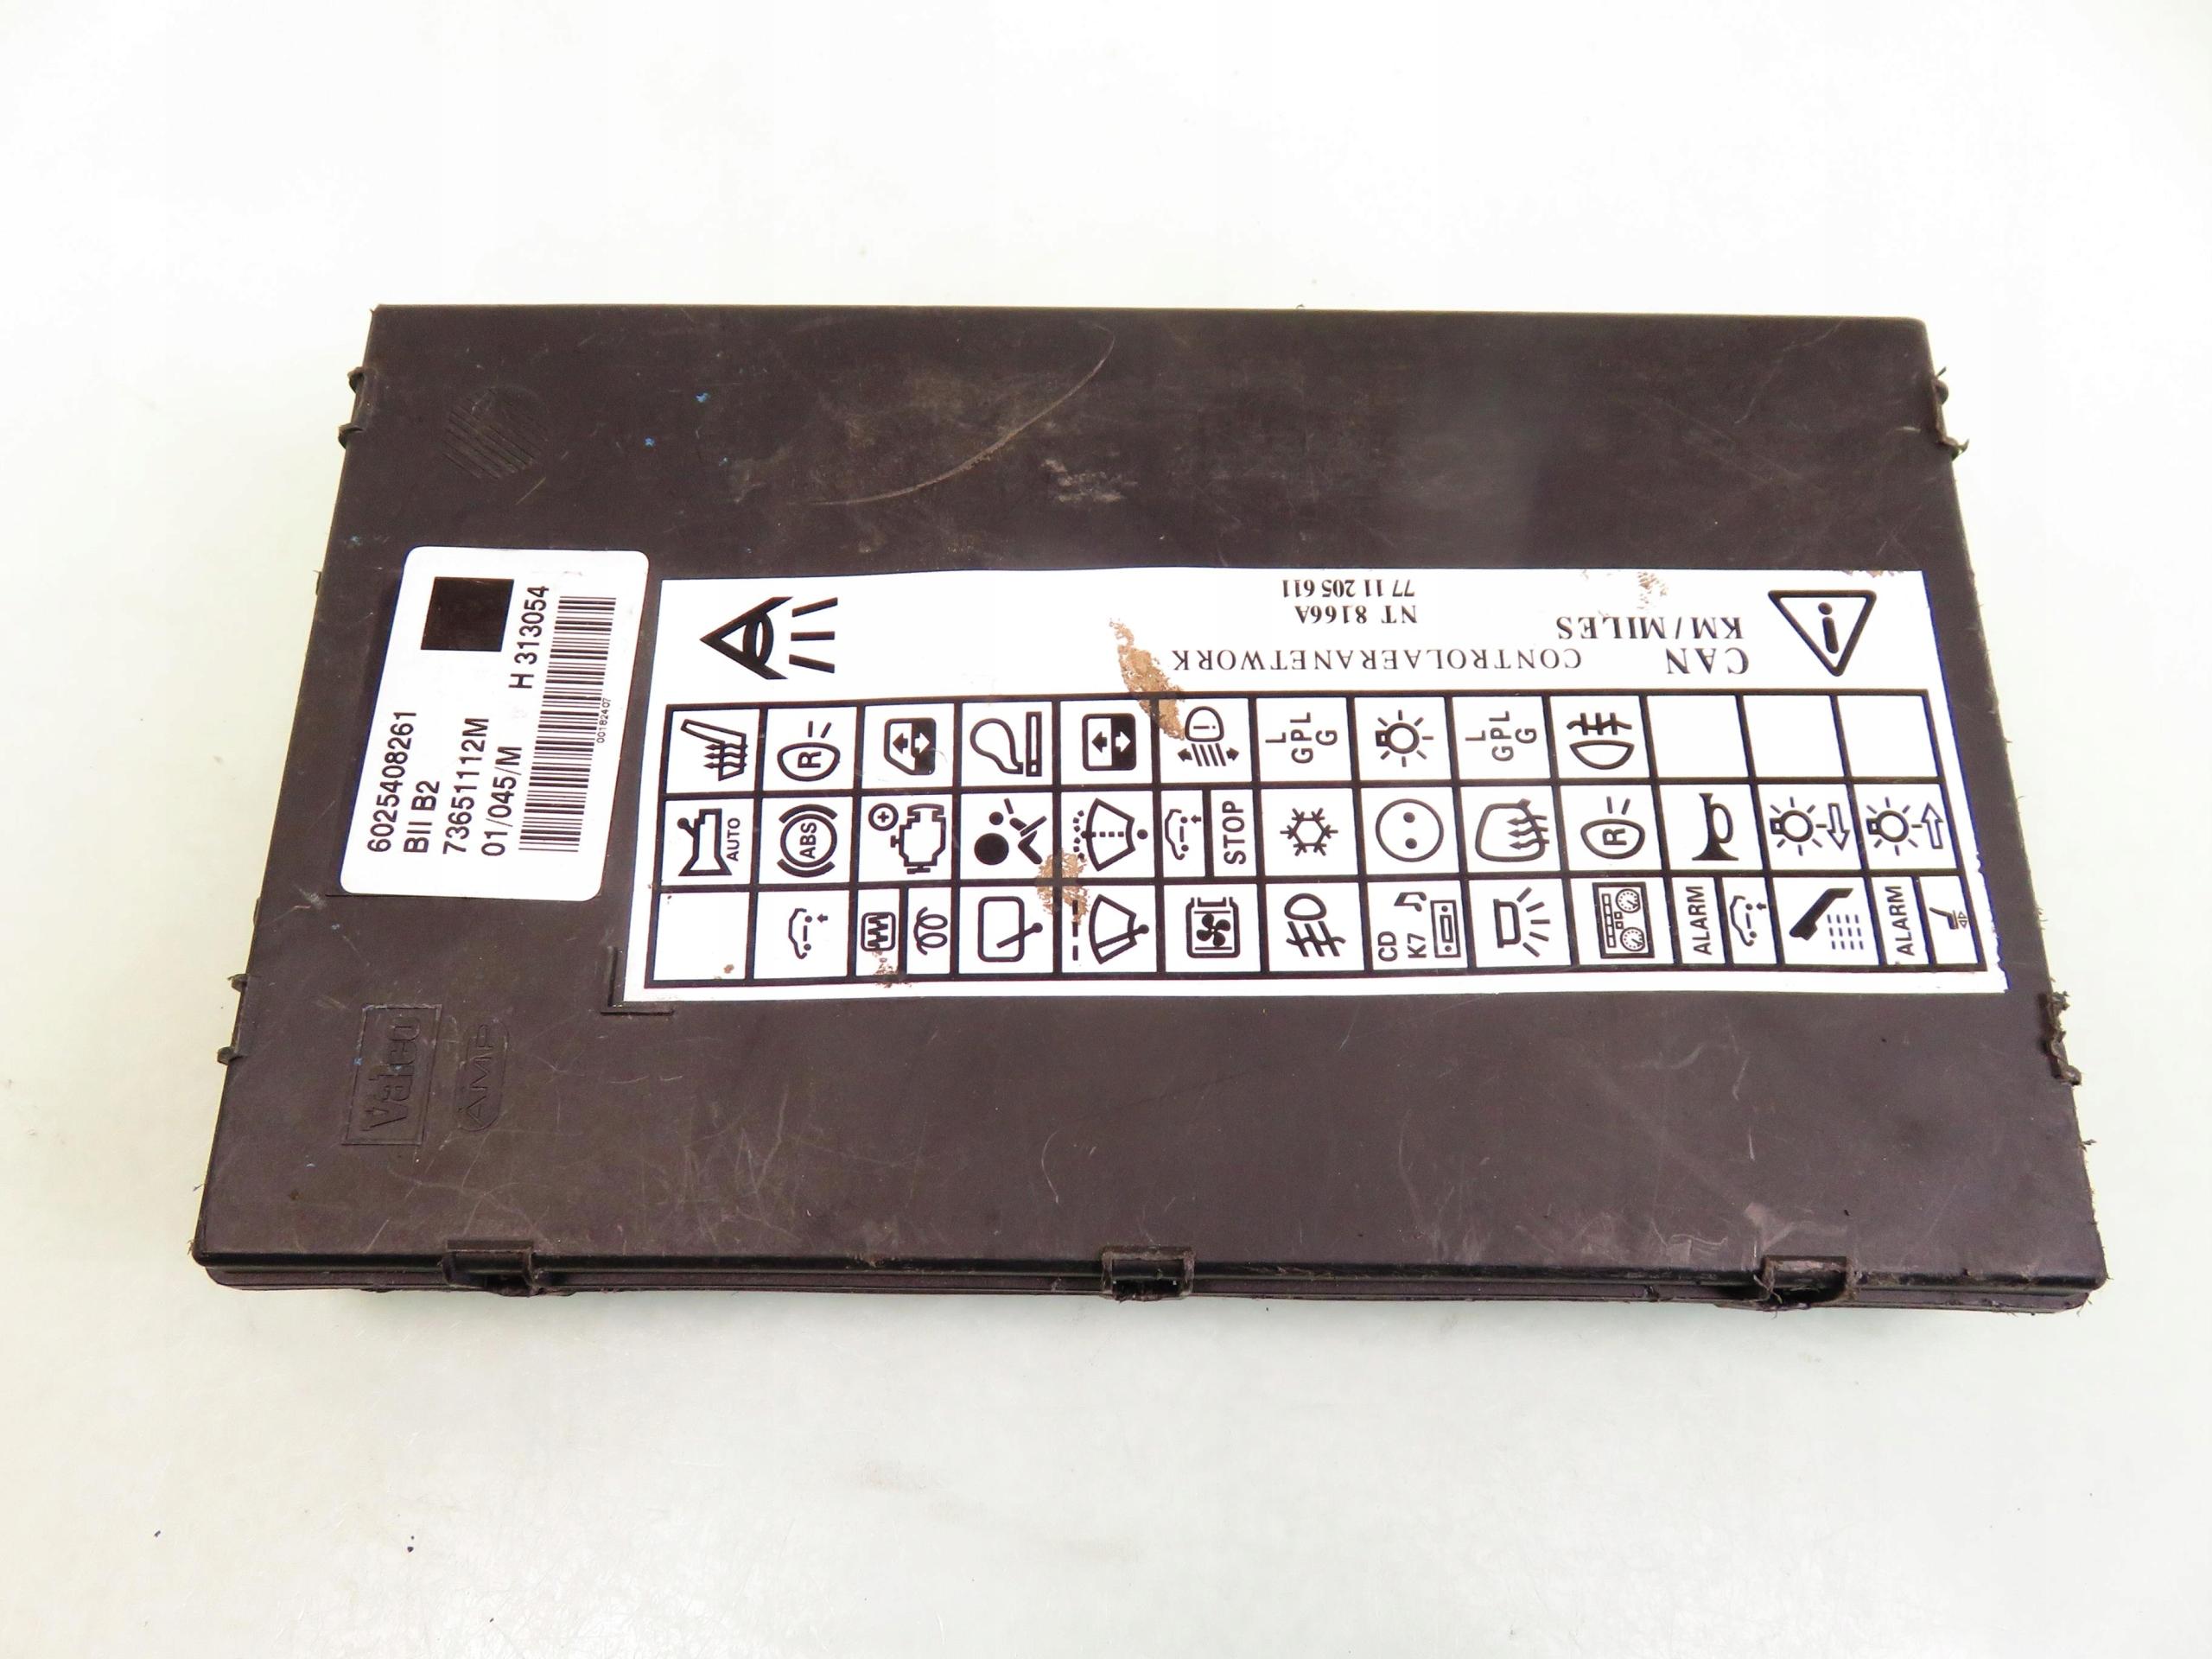 6025408261
BII B2
73651112M
01/045/M
H 313054
00182407
CAN
CONTROLAERANETWORK
KM / MILES
NT 8166A
77 11 205 611
R
L
GPL
G
L
GPL
G
AUTO
ABS
STOP
R
CD
K7
ALARM
ALARM
Valeo
AMP